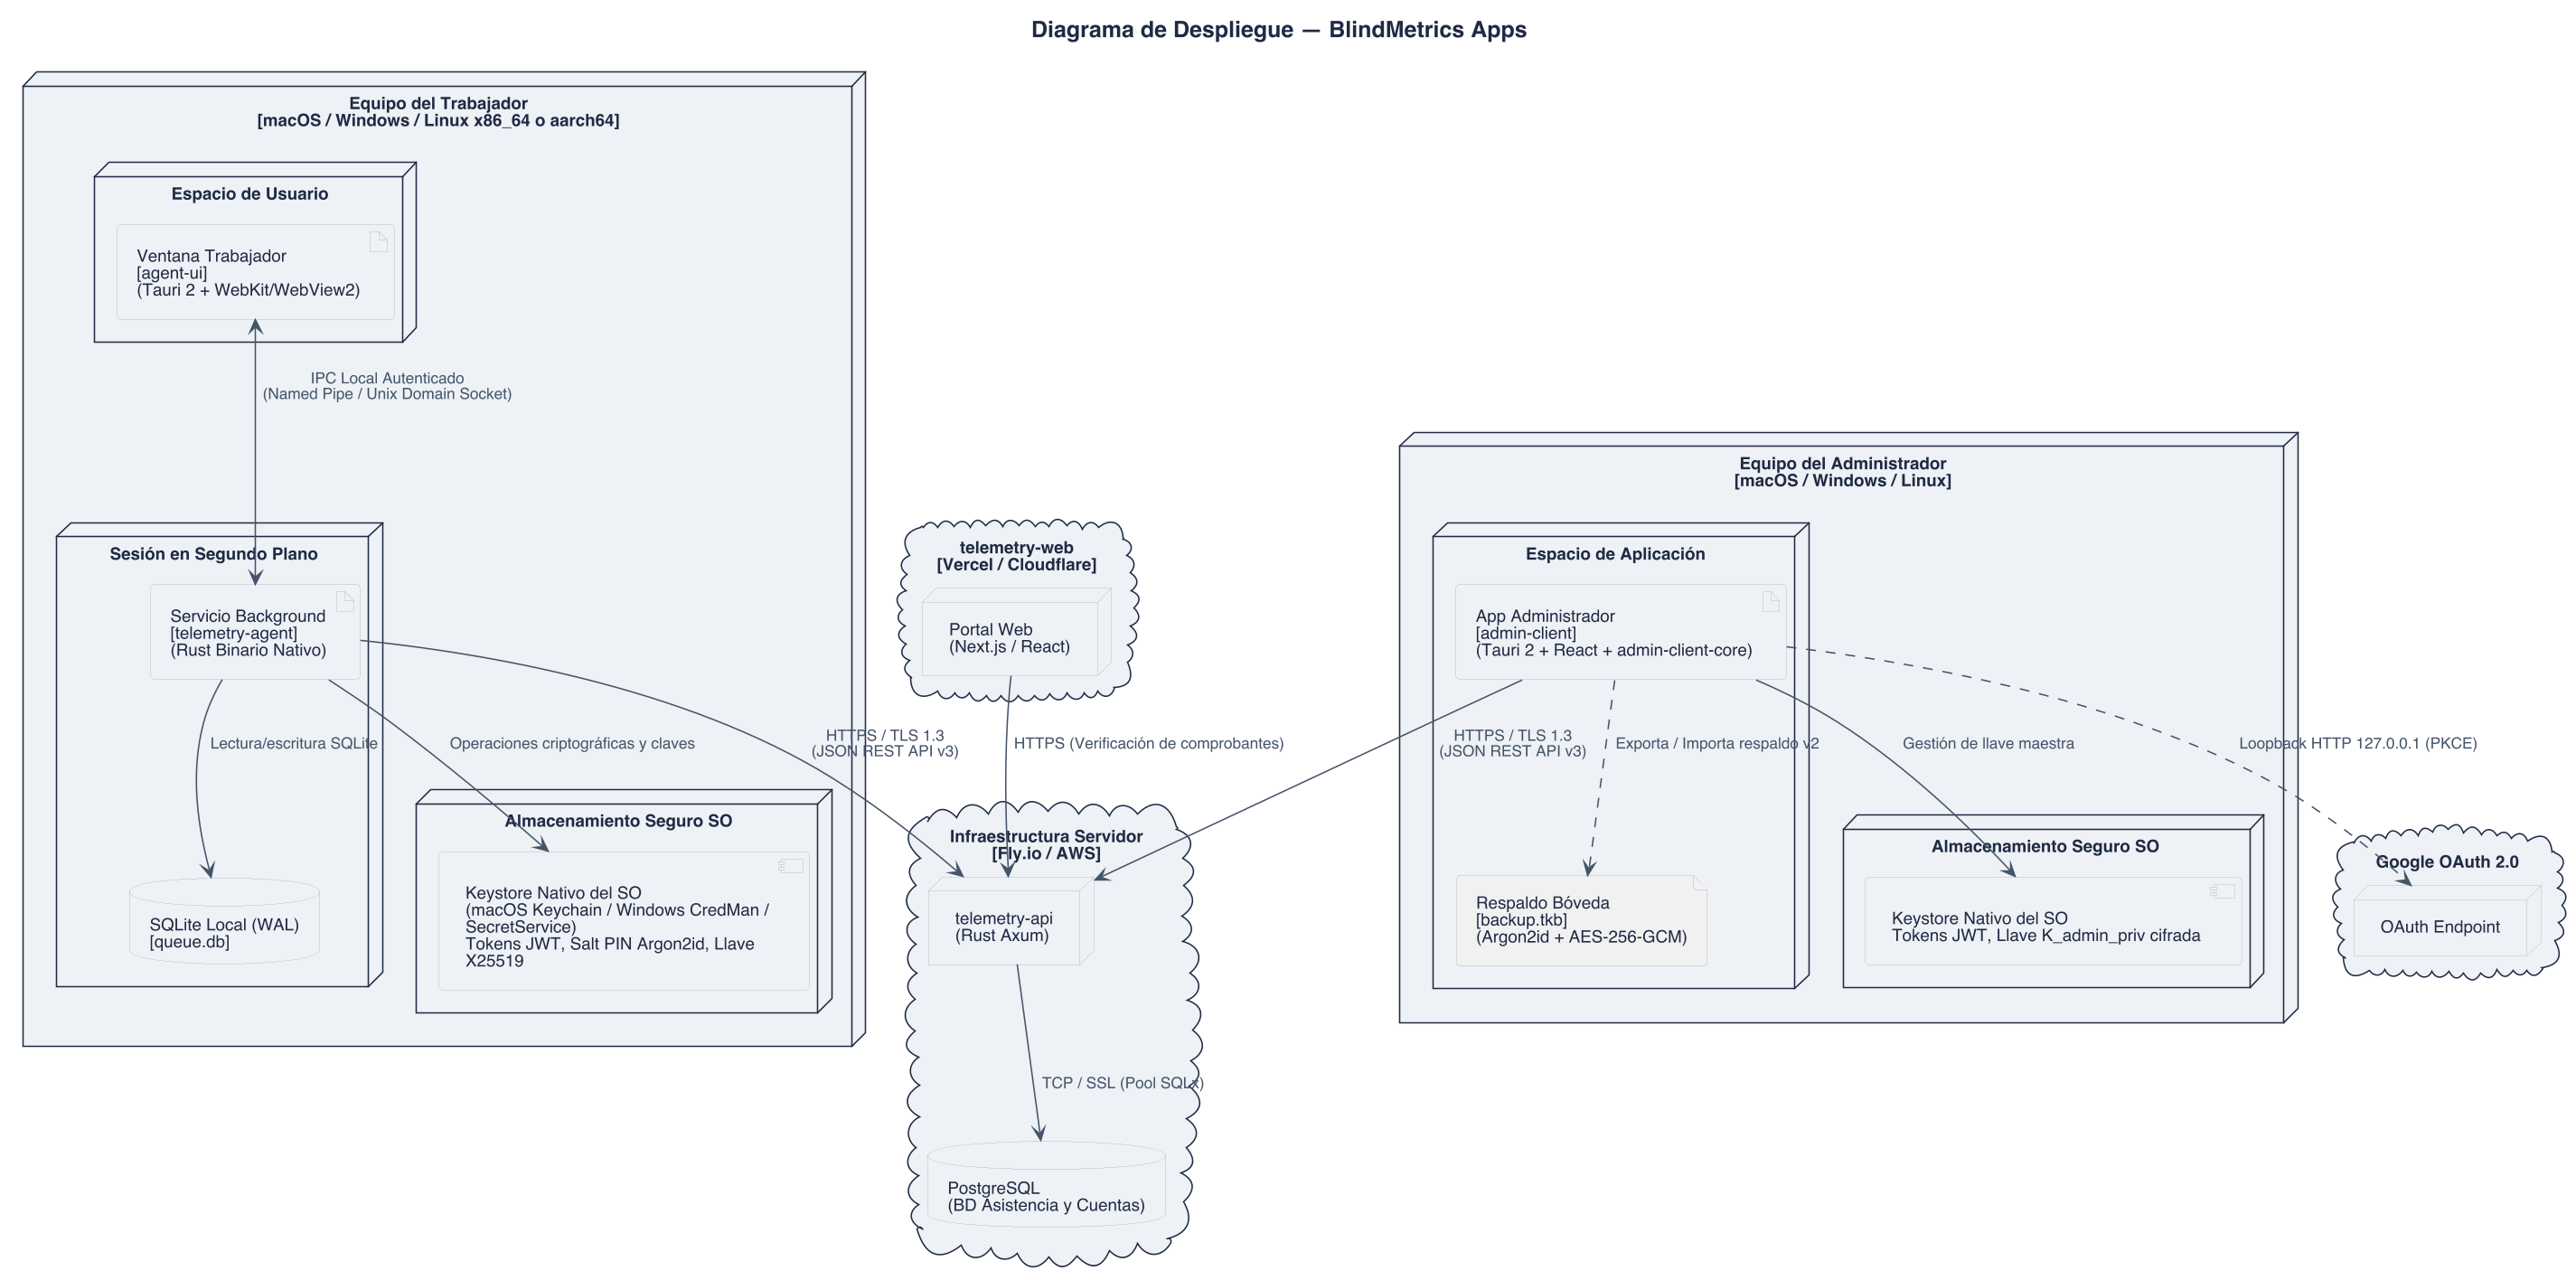 Diagrama de Despliegue — BlindMetrics Apps
Equipo del Trabajador
[macOS / Windows / Linux x86_64 o aarch64]
Espacio de Usuario
Ventana Trabajador
[agent-ui]
(Tauri 2 + WebKit/WebView2)
IPC Local Autenticado
(Named Pipe / Unix Domain Socket)
Sesión en Segundo Plano
Servicio Background
[telemetry-agent]
(Rust Binario Nativo)
Lectura/escritura SQLite
Operaciones criptográficas y claves
HTTPS / TLS 1.3
(JSON REST API v3)
SQLite Local (WAL)
[queue.db]
Almacenamiento Seguro SO
Keystore Nativo del SO
(macOS Keychain / Windows CredMan /
SecretService)
Tokens JWT, Salt PIN Argon2id, Llave
X25519
telemetry-web
[Vercel / Cloudflare]
Portal Web
(Next.js / React)
HTTPS (Verificación de comprobantes)
Infraestructura Servidor
[Fly.io / AWS]
telemetry-api
(Rust Axum)
TCP / SSL (Pool SQLx)
PostgreSQL
(BD Asistencia y Cuentas)
Equipo del Administrador
[macOS / Windows / Linux]
Espacio de Aplicación
App Administrador
[admin-client]
(Tauri 2 + React + admin-client-core)
HTTPS / TLS 1.3
(JSON REST API v3)
Exporta / Importa respaldo v2
Gestión de llave maestra
Loopback HTTP 127.0.0.1 (PKCE)
Respaldo Bóveda
[backup.tkb]
(Argon2id + AES-256-GCM)
Almacenamiento Seguro SO
Keystore Nativo del SO
Tokens JWT, Llave K_admin_priv cifrada
Google OAuth 2.0
OAuth Endpoint